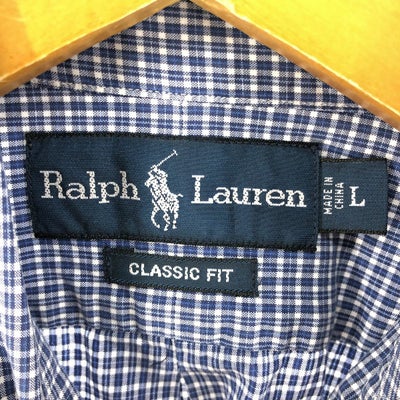 Ralph Lauren
MADE IN
CHINA
L
CLASSIC FIT